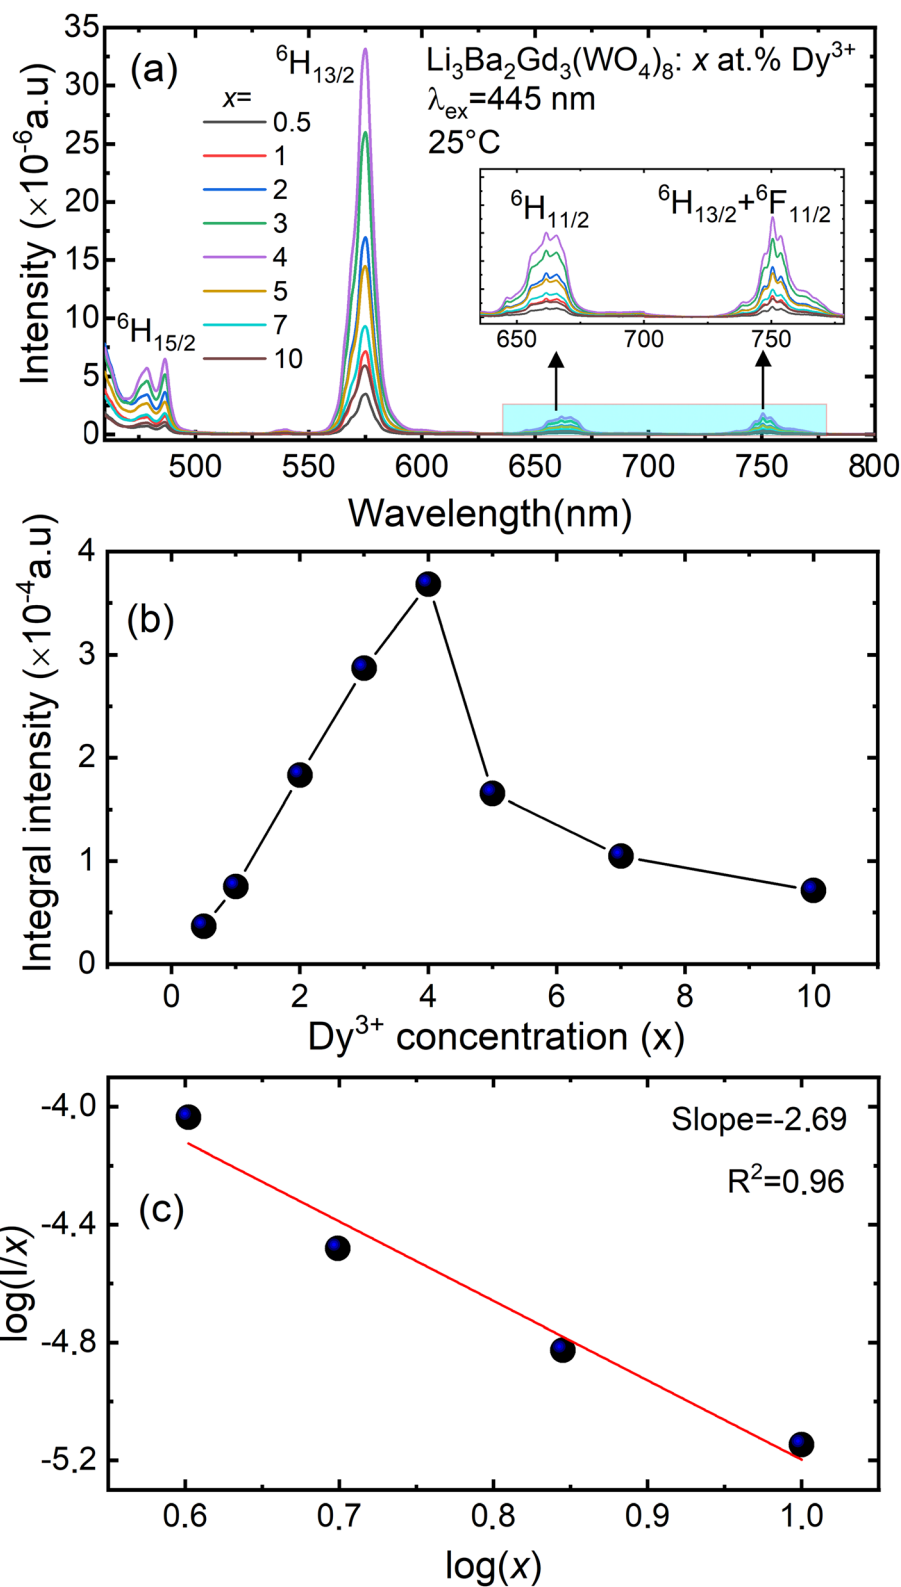 (a)
⁶H₁₃/₂
Li₃Ba₂Gd₃(WO₄)₈: x at.% Dy³⁺
λₑₓ=445 nm
25°C
x=
0.5
1
2
3
4
5
7
10
⁶H₁₅/₂
⁶H₁₁/₂
⁶H₁₃/₂+⁶F₁₁/₂
650 700 750
Intensity (×10⁻⁶a.u)
35
30
25
20
15
10
5
0
500 550 600 650 700 750 800
Wavelength(nm)
(b)
Integral intensity (×10⁻⁴a.u)
4
3
2
1
0
0 2 4 6 8 10
Dy³⁺ concentration (x)
Slope=-2.69
R²=0.96
(c)
log(I/x)
-4.0
-4.4
-4.8
-5.2
0.6 0.7 0.8 0.9 1.0
log(x)